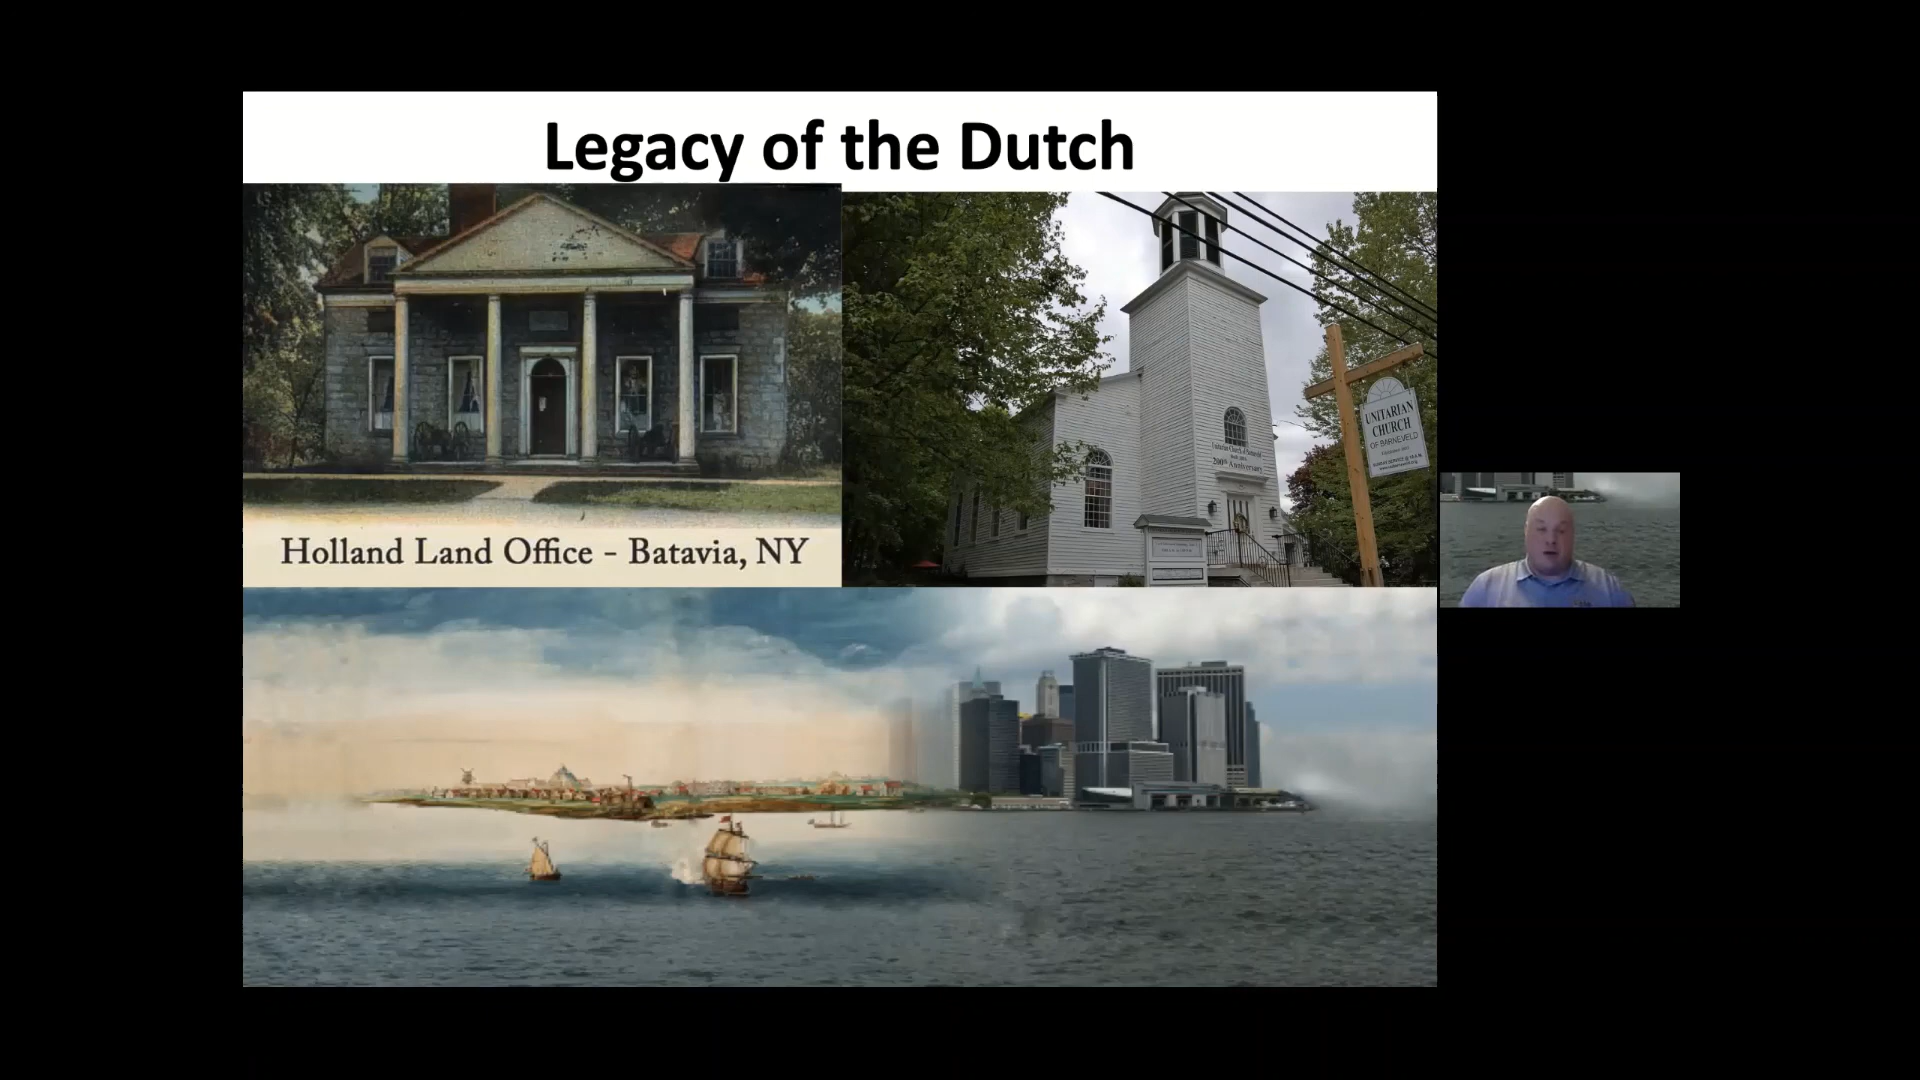 Legacy of the Dutch
Holland Land Office - Batavia, NY
200th Anniversary
UNITARIAN
CHURCH
OF BARNEVELD